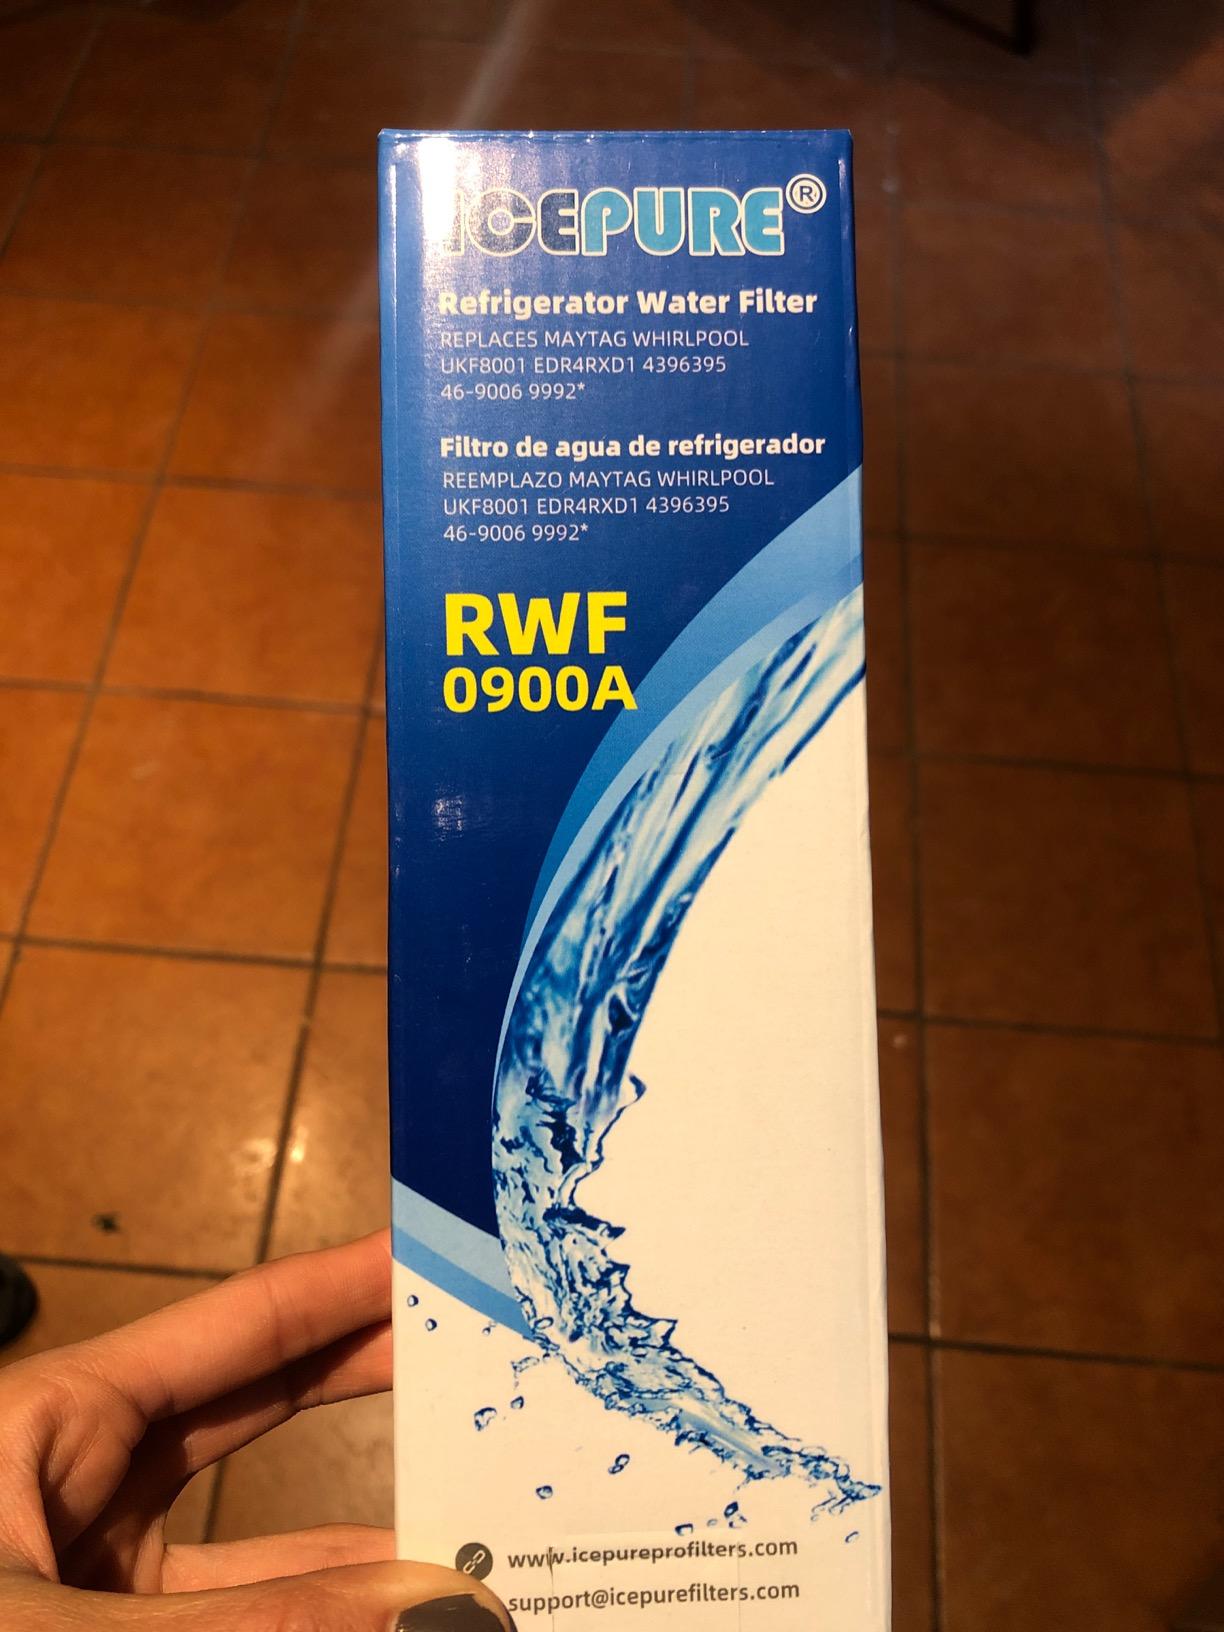 ICEPURE®
Refrigerator Water Filter
REPLACES MAYTAG WHIRLPOOL
UKF8001 EDR4RXD1 4396395
46-9006 9992*
Filtro de agua de refrigerador
REEMPLAZO MAYTAG WHIRLPOOL
UKF8001 EDR4RXD1 4396395
46-9006 9992*
RWF
0900A
www.icepureprofilters.com
support@icepurefilters.com